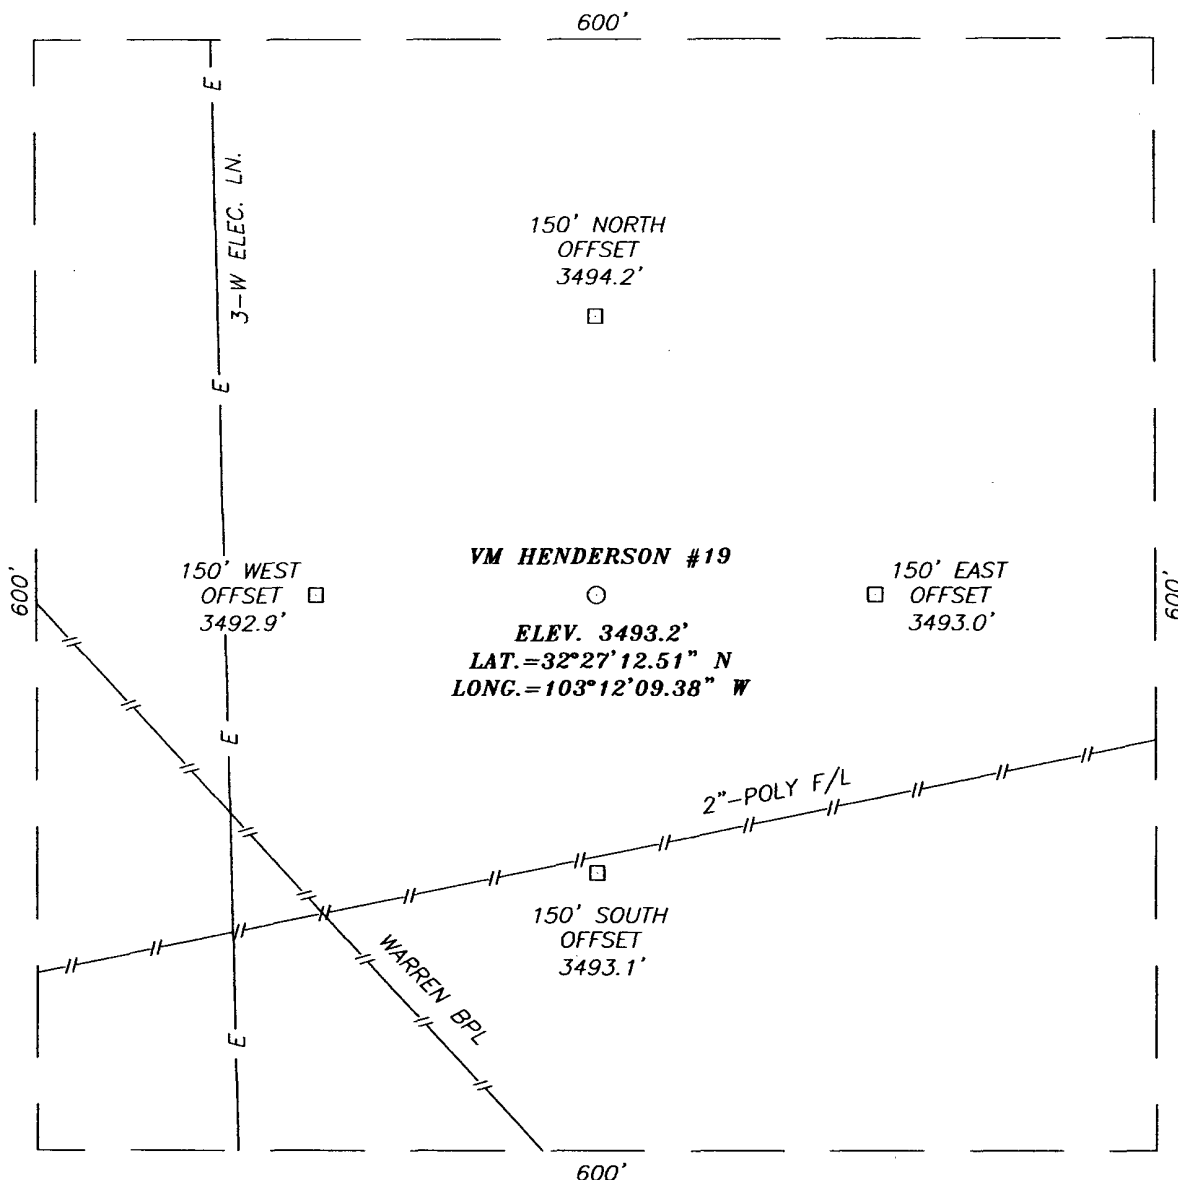 600'
E
3-W ELEC. LN.
150' NORTH
OFFSET
3494.2'
E
600'
150' WEST
OFFSET
3492.9'
VM HENDERSON #19
ELEV. 3493.2'
LAT.=32°27'12.51" N
LONG.=103°12'09.38" W
150' EAST
OFFSET
3493.0'
600'
E
2"-POLY F/L
150' SOUTH
OFFSET
3493.1'
WARREN BPL
E
600'